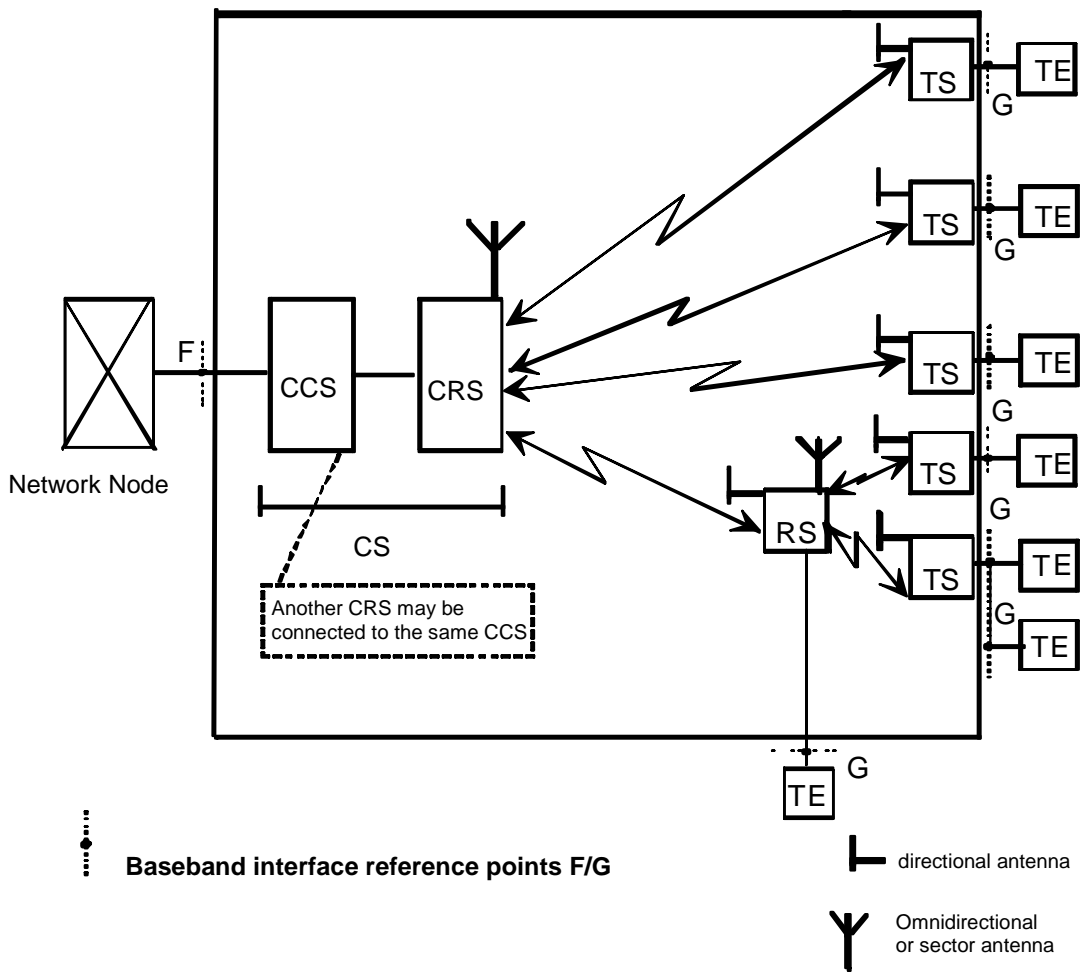 TS
TE
G
TS
TE
G
F
CCS
CRS
TS
TE
G
Network Node
TS
TE
G
RS
CS
TS
TE
Another CRS may be
connected to the same CCS
G
TE
G
TE
Baseband interface reference points F/G
directional antenna
Omnidirectional
or sector antenna